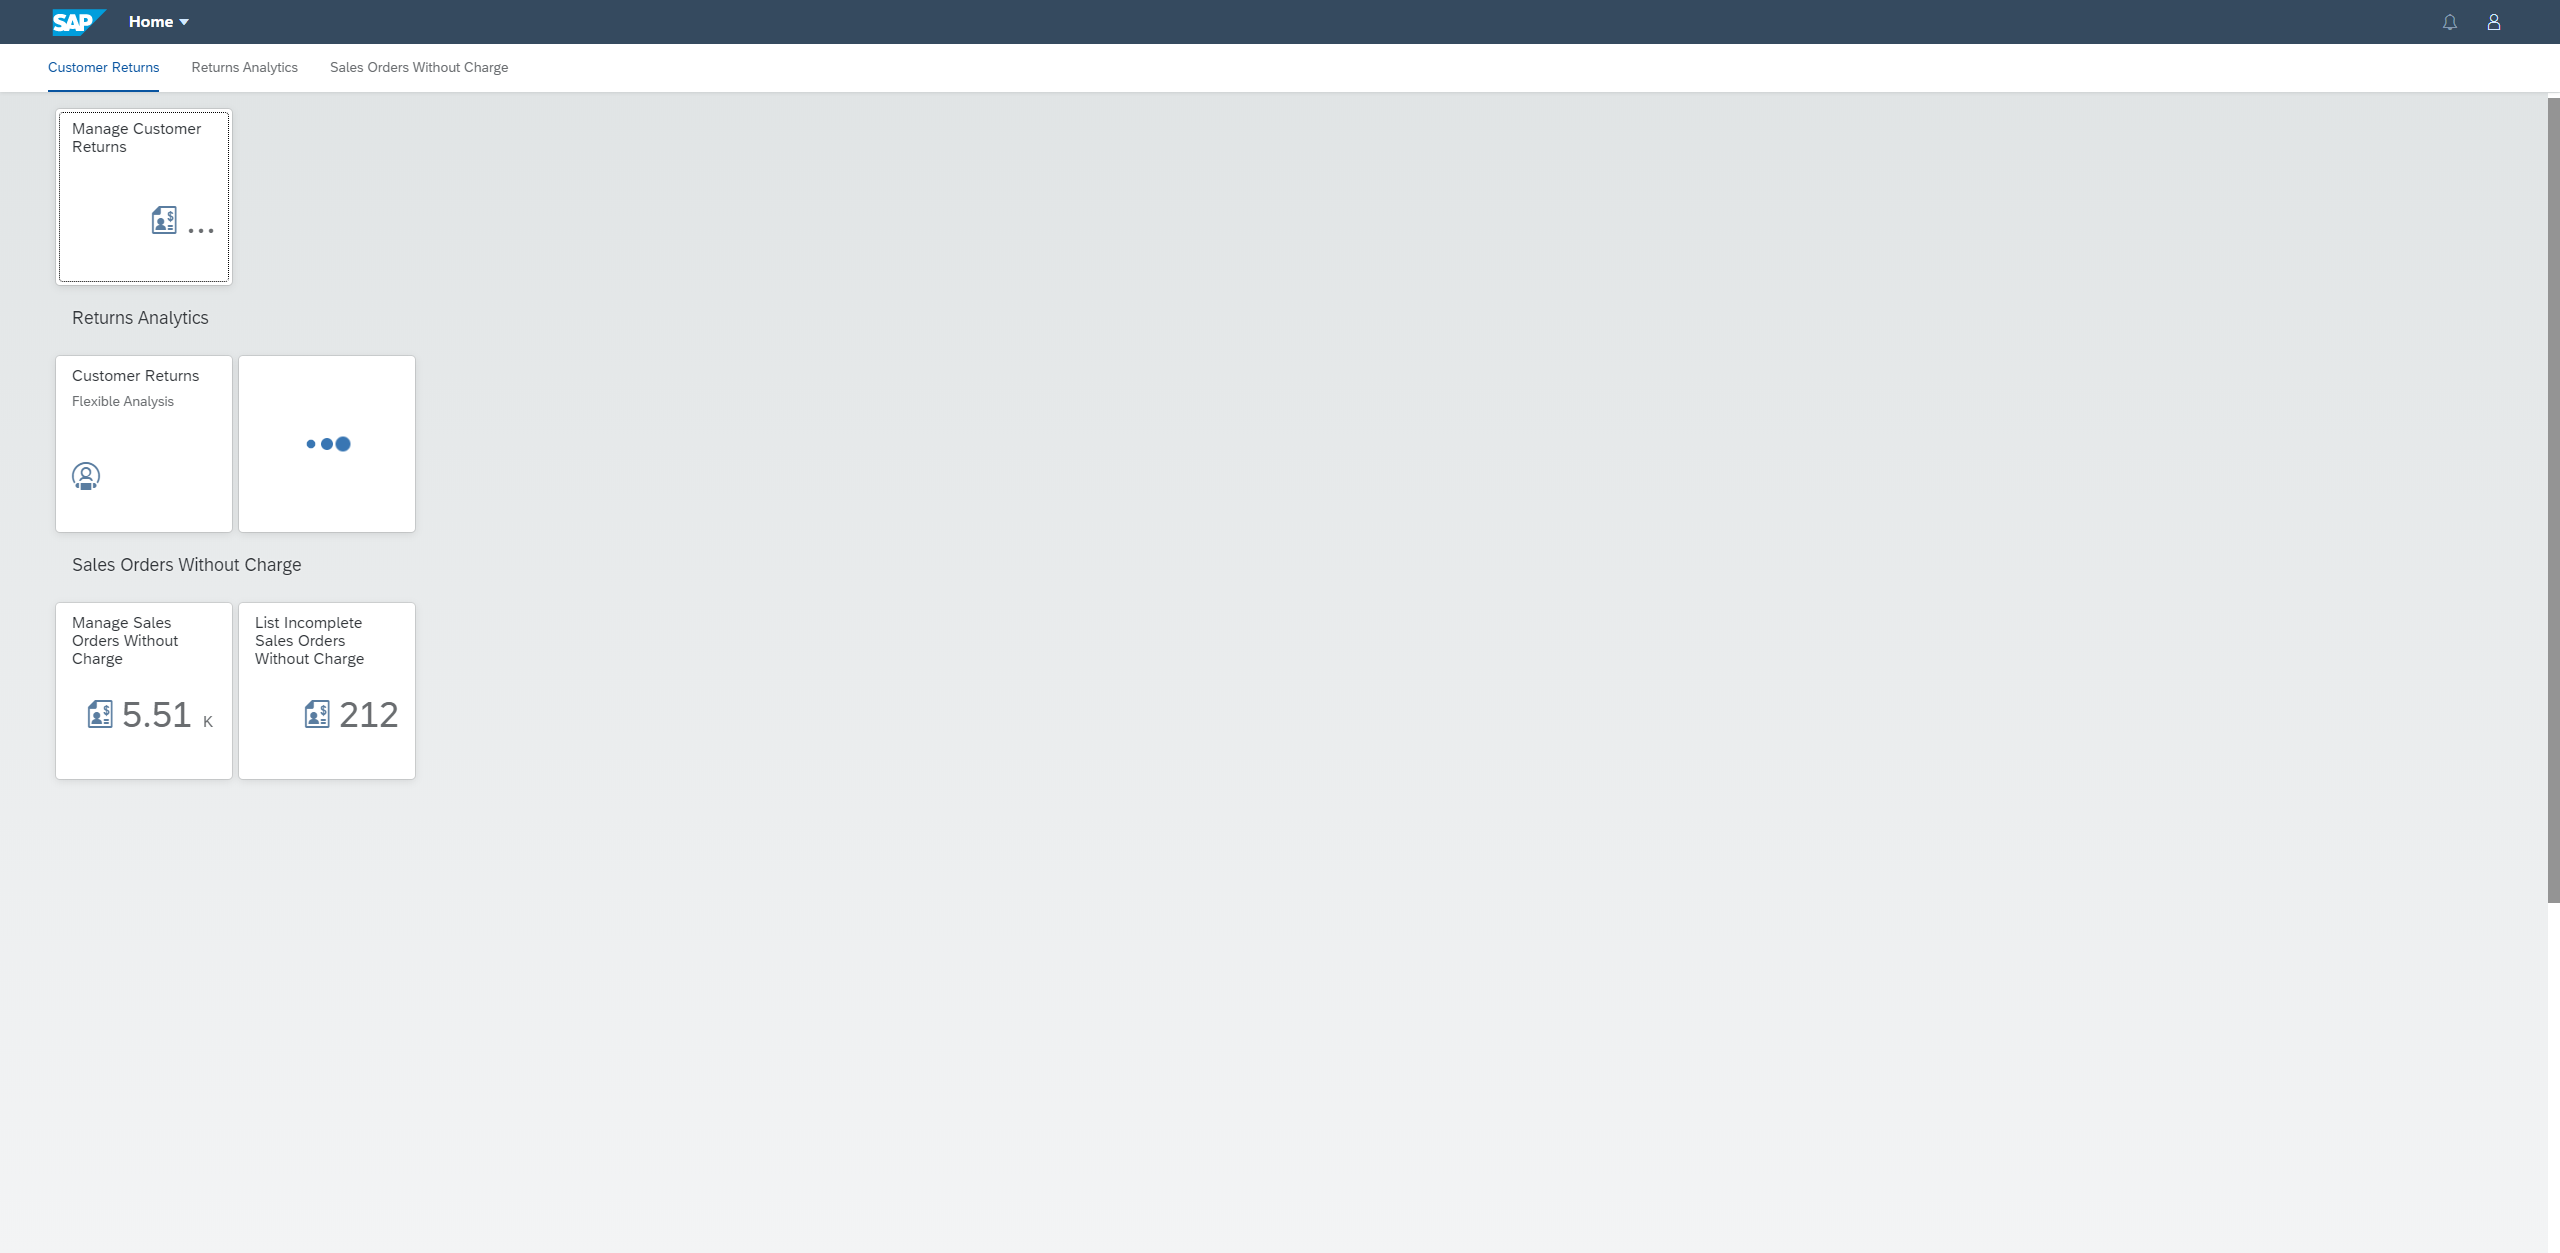 SAP Home
Customer Returns Returns Analytics Sales Orders Without Charge
Manage Customer
Returns
...
Returns Analytics
Customer Returns
Flexible Analysis
Sales Orders Without Charge
Manage Sales
Orders Without
Charge
5.51 K
List Incomplete
Sales Orders
Without Charge
212